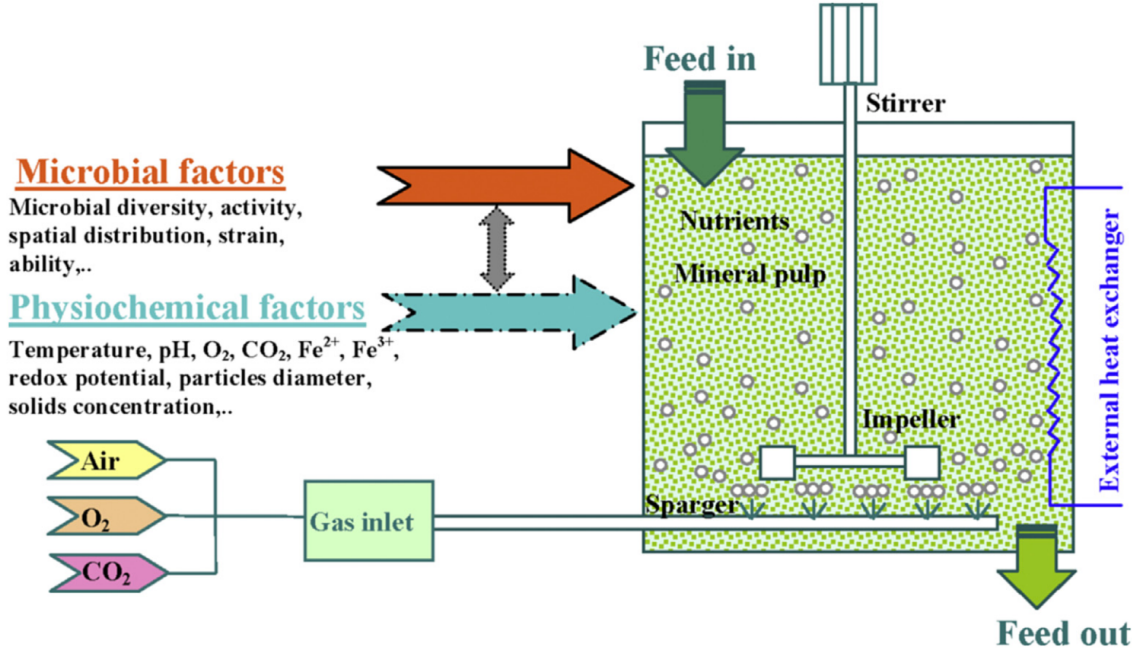 Feed in
Stirrer
Microbial factors
Microbial diversity, activity,
spatial distribution, strain,
ability,..
Nutrients
Mineral pulp
Physiochemical factors
Temperature, pH, O₂, CO₂, Fe²⁺, Fe³⁺,
redox potential, particles diameter,
solids concentration,..
External heat exchanger
Impeller
Air
O₂
CO₂
Gas inlet
Sparger
Feed out